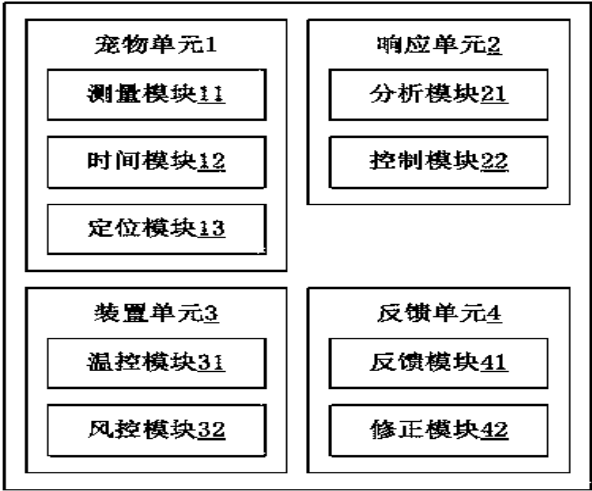 宠物单元1
测量模块11
时间模块12
定位模块13
响应单元2
分析模块21
控制模块22
装置单元3
温控模块31
风控模块32
反馈单元4
反馈模块41
修正模块42